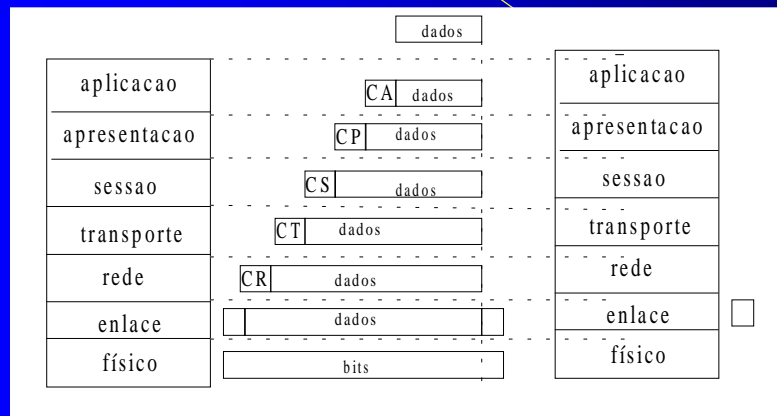 dados
aplicacao
CA dados
aplicacao
apresentacao
CP dados
apresentacao
sessao
CS dados
sessao
transporte
CT dados
transporte
rede
CR dados
rede
enlace
dados
enlace
físico
bits
físico